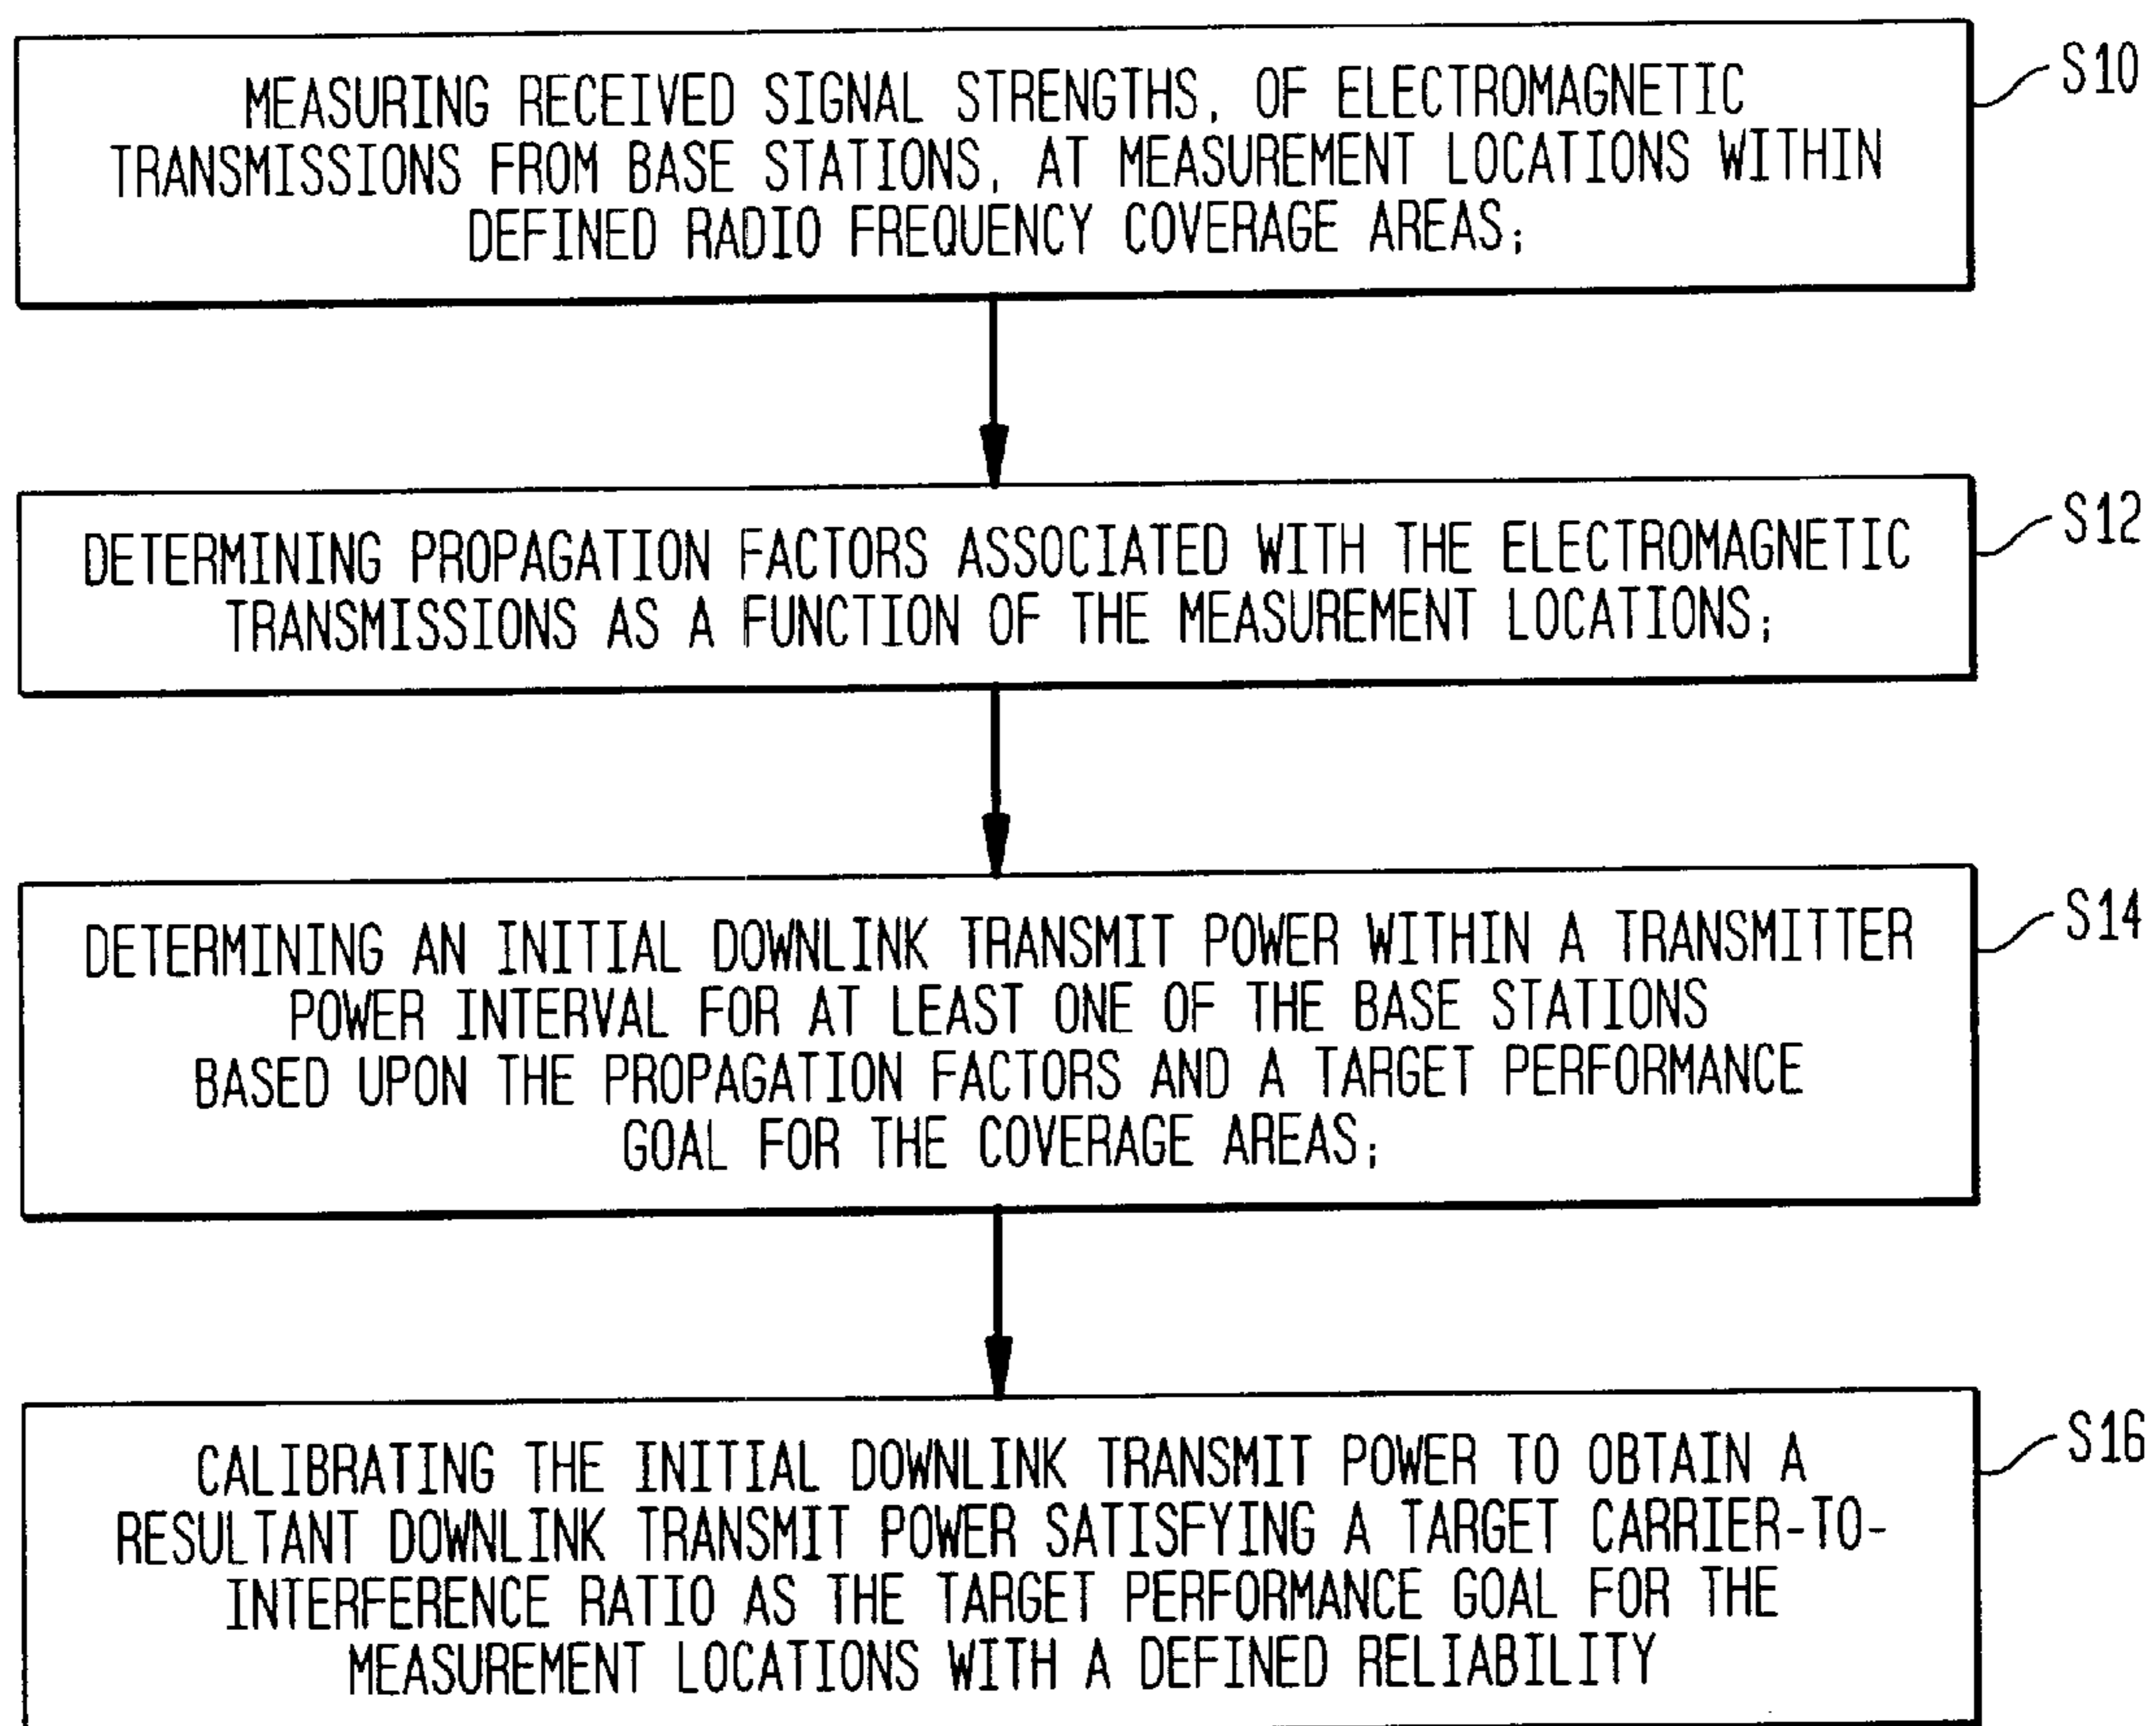 MEASURING RECEIVED SIGNAL STRENGTHS, OF ELECTROMAGNETIC
TRANSMISSIONS FROM BASE STATIONS, AT MEASUREMENT LOCATIONS WITHIN
DEFINED RADIO FREQUENCY COVERAGE AREAS;
S10
DETERMINING PROPAGATION FACTORS ASSOCIATED WITH THE ELECTROMAGNETIC
TRANSMISSIONS AS A FUNCTION OF THE MEASUREMENT LOCATIONS;
S12
DETERMINING AN INITIAL DOWNLINK TRANSMIT POWER WITHIN A TRANSMITTER
POWER INTERVAL FOR AT LEAST ONE OF THE BASE STATIONS
BASED UPON THE PROPAGATION FACTORS AND A TARGET PERFORMANCE
GOAL FOR THE COVERAGE AREAS;
S14
CALIBRATING THE INITIAL DOWNLINK TRANSMIT POWER TO OBTAIN A
RESULTANT DOWNLINK TRANSMIT POWER SATISFYING A TARGET CARRIER-TO-
INTERFERENCE RATIO AS THE TARGET PERFORMANCE GOAL FOR THE
MEASUREMENT LOCATIONS WITH A DEFINED RELIABILITY
S16